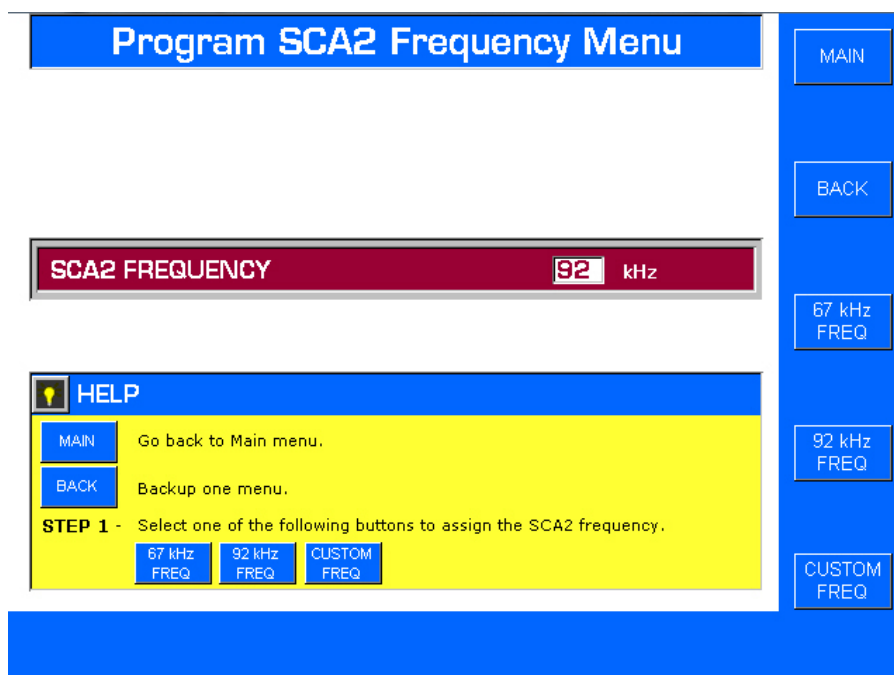 Program SCA2 Frequency Menu
MAIN
BACK
SCA2 FREQUENCY 92 kHz
67 kHz
FREQ
HELP
MAIN Go back to Main menu.
BACK Backup one menu.
STEP 1 - Select one of the following buttons to assign the SCA2 frequency.
67 kHz
FREQ
92 kHz
FREQ
CUSTOM
FREQ
92 kHz
FREQ
CUSTOM
FREQ